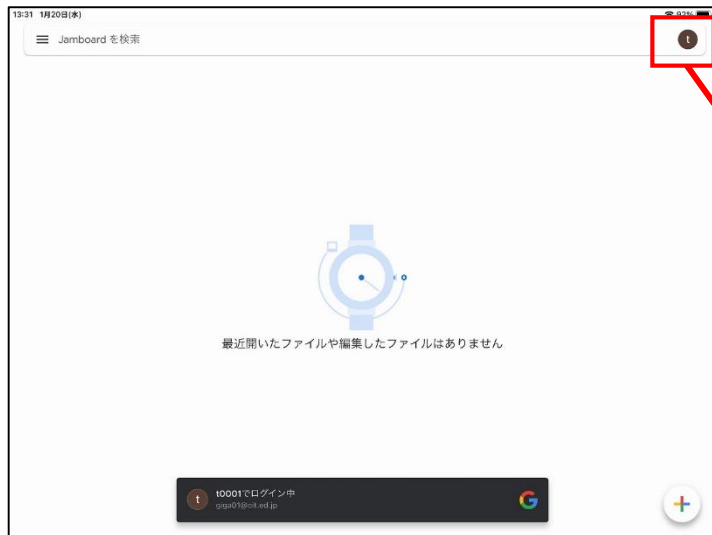 13:31 1月20日(水) 92%
Jamboard を検索 t
最近開いたファイルや編集したファイルはありません
t t0001でログイン中
giga01@oit.ed.jp